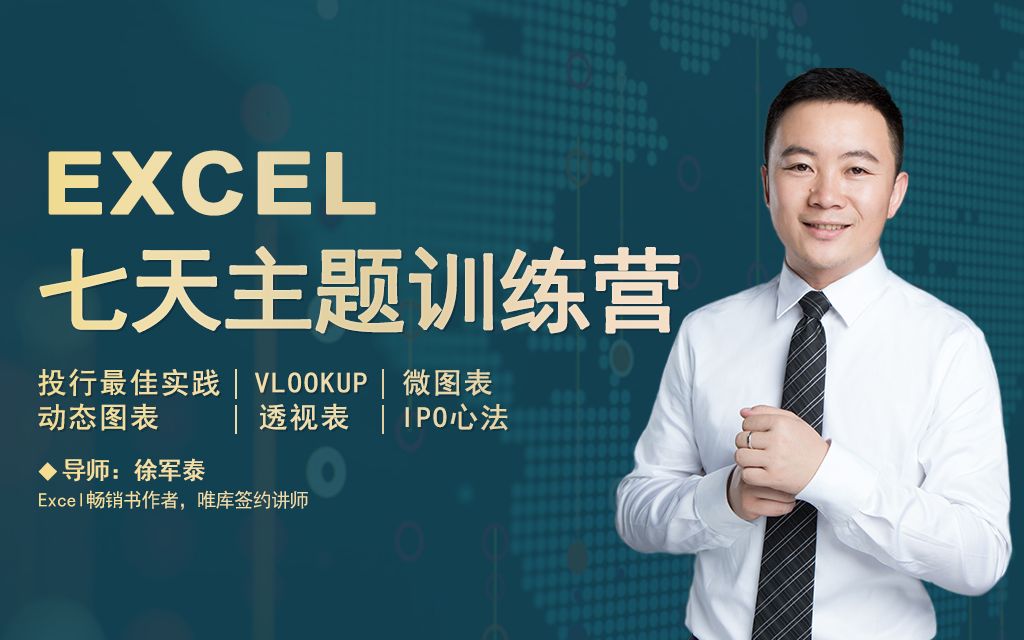 EXCEL
七天主题训练营
投行最佳实践 | VLOOKUP | 微图表
动态图表 | 透视表 | IPO心法
◆ 导师：徐军泰
Excel畅销书作者，唯库签约讲师